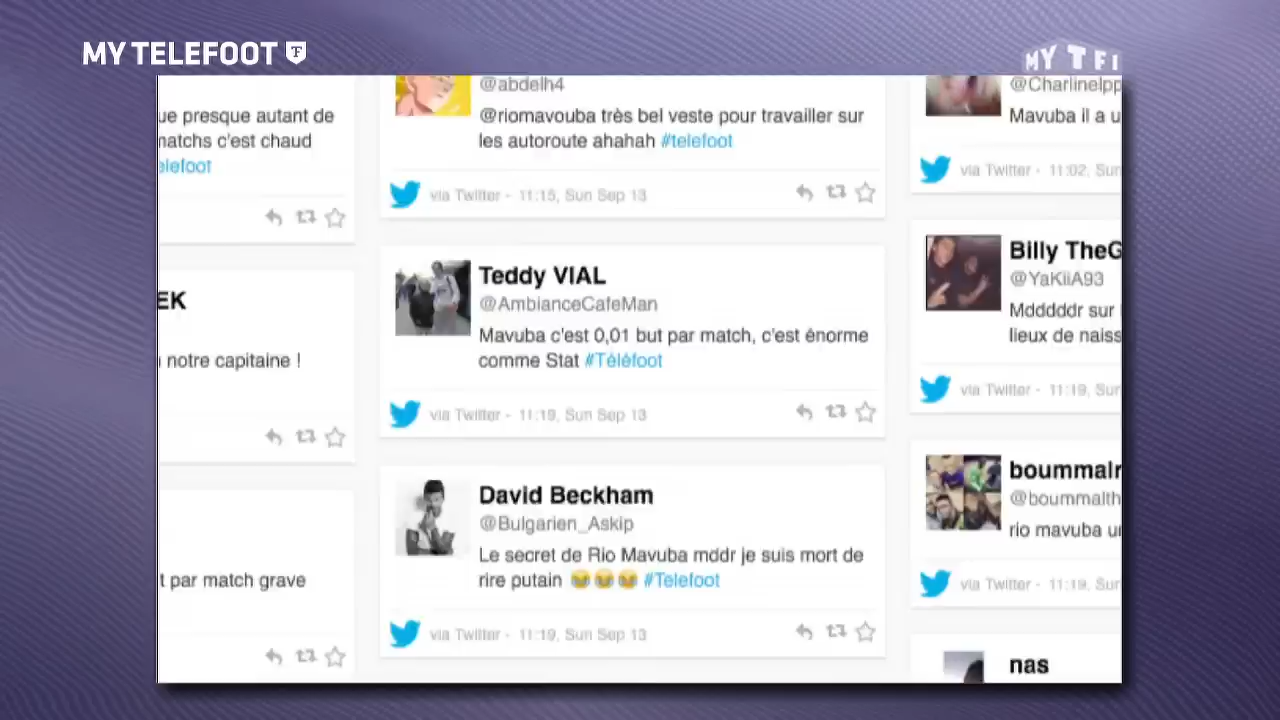 MY TELEFOOT
MY TF1
ue presque autant de
matchs c'est chaud
elefoot
EK
notre capitaine !
t par match grave
@abdelh4
@riomavouba très bel veste pour travailler sur
les autoroute ahahah #telefoot
via Twitter - 11:15, Sun Sep 13
Teddy VIAL
@AmbianceCafeMan
Mavuba c'est 0,01 but par match, c'est énorme
comme Stat #Téléfoot
via Twitter - 11:19, Sun Sep 13
David Beckham
@Bulgarien_Askip
Le secret de Rio Mavuba mddr je suis mort de
rire putain 😂😂😂 #Telefoot
via Twitter - 11:19, Sun Sep 13
@Charlinelpp
Mavuba il a u
via Twitter - 11:02, Sun
Billy TheG
@YaKiiA93
Mdddddr sur
lieux de naiss
via Twitter - 11:19, Sun
boummalr
@boummalth
rio mavuba u
via Twitter - 11:19, Sun
nas